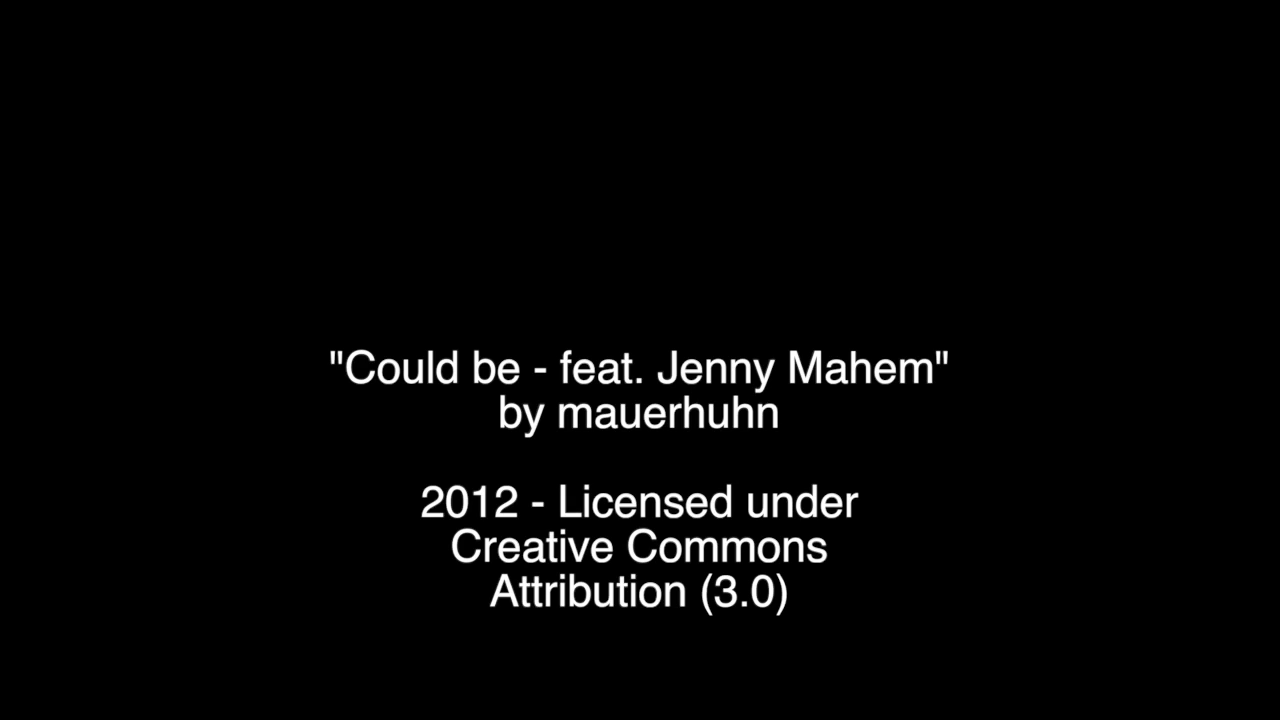 "Could be - feat. Jenny Mahem"
by mauerhuhn
2012 - Licensed under
Creative Commons
Attribution (3.0)